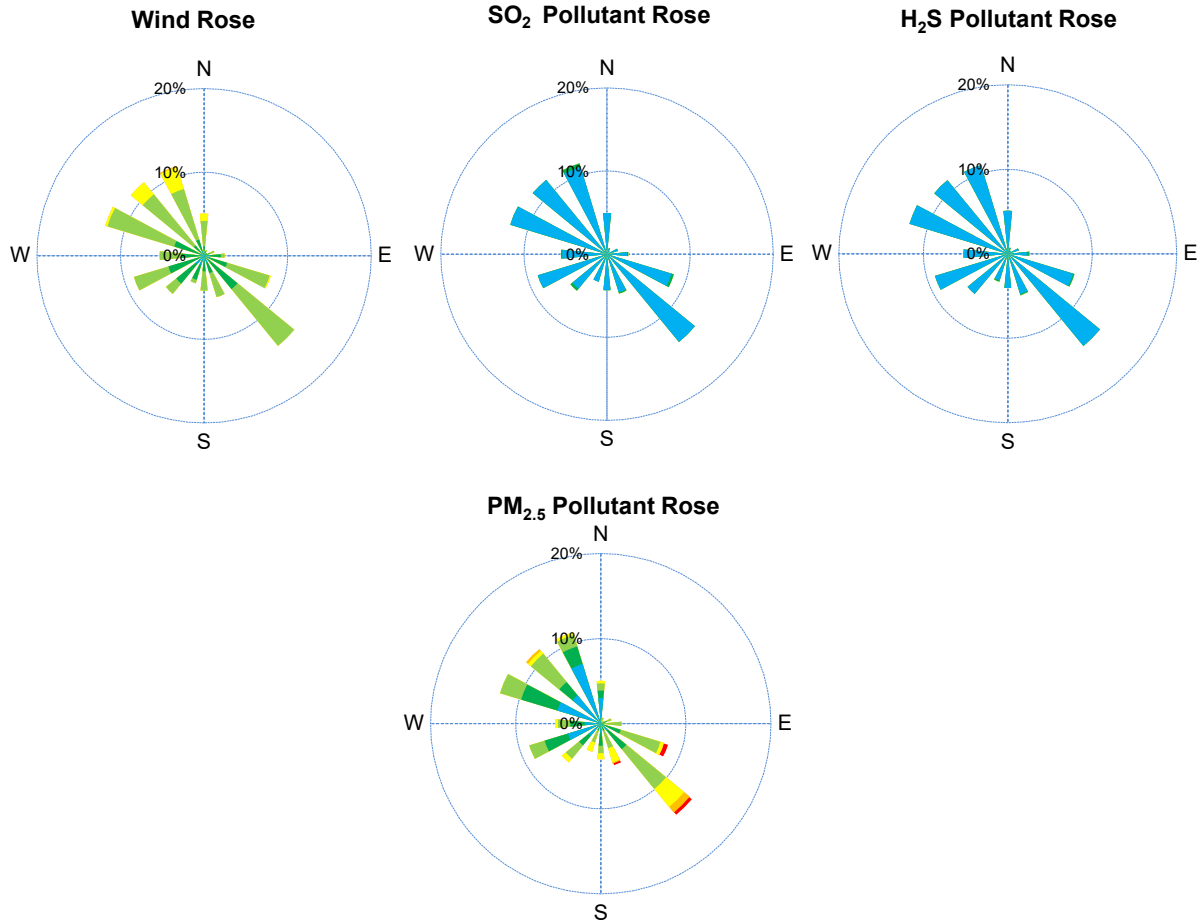 Wind Rose
N
20%
10%
0%
W
E
S
SO₂ Pollutant Rose
N
20%
10%
0%
W
E
S
H₂S Pollutant Rose
N
20%
10%
0%
W
E
S
PM₂.₅ Pollutant Rose
N
20%
10%
0%
W
E
S